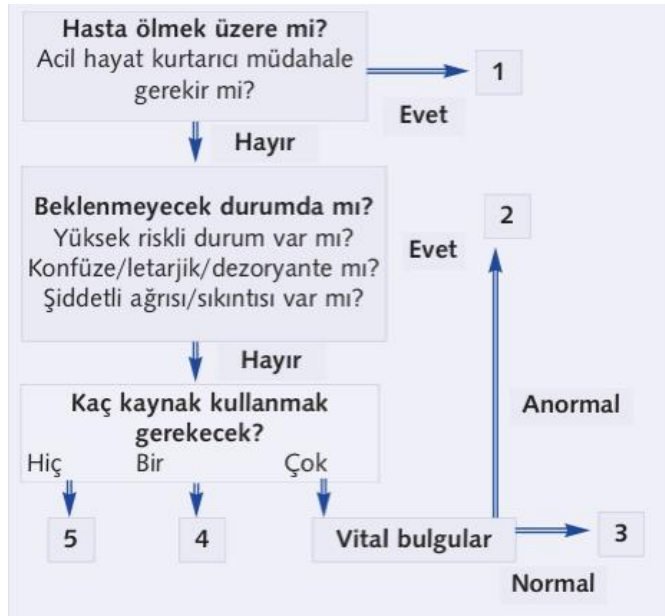 Hasta ölmek üzere mi?
Acil hayat kurtarıcı müdahale
gerekir mi?
1
Evet
Hayır
Beklenmeyecek durumda mı?
Yüksek riskli durum var mı?
Konfüze/letarjik/dezoryante mı?
Şiddetli ağrısı/sıkıntısı var mı?
2
Evet
Hayır
Kaç kaynak kullanmak
gerekecek?
Hiç Bir Çok
Anormal
5 4 Vital bulgular 3
Normal